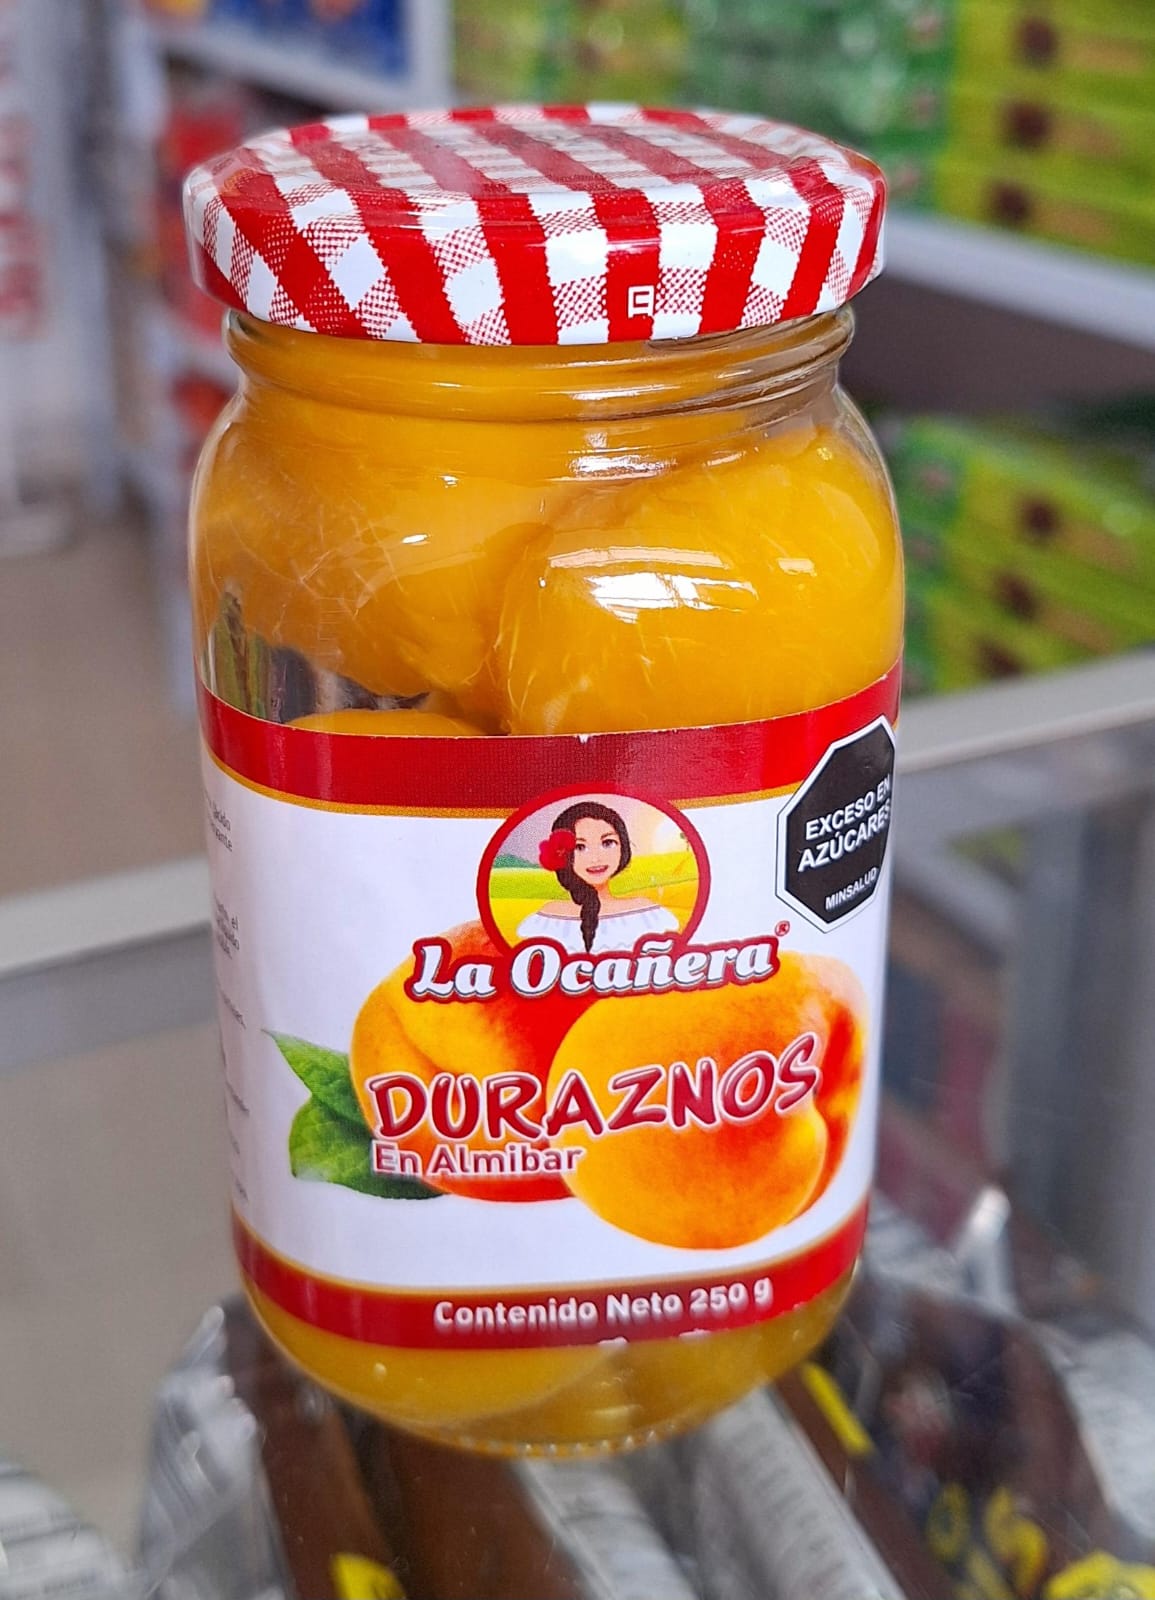 EXCESO EN
AZÚCARES
MINSALUD
La Ocañera®
DURAZNOS
En Almibar
Contenido Neto 250 g